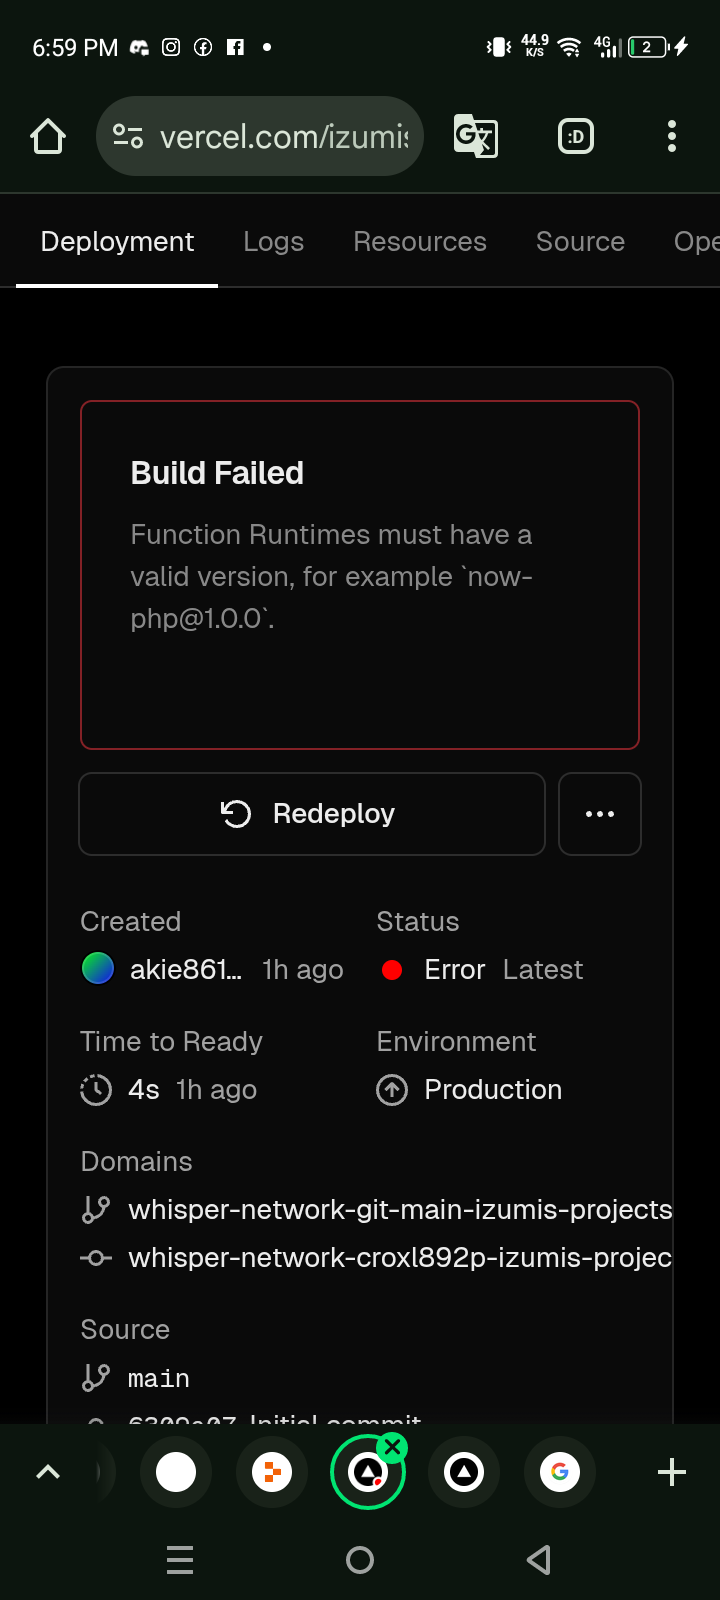 6:59 PM
44.9
K/S
4G
2
vercel.com/izumis
:D
Deployment Logs Resources Source Ope
Build Failed
Function Runtimes must have a
valid version, for example `now-
php@1.0.0`.
Redeploy
Created Status
akie861... 1h ago Error Latest
Time to Ready Environment
4s 1h ago Production
Domains
whisper-network-git-main-izumis-projects
whisper-network-croxl892p-izumis-projec
Source
main
Initial commit